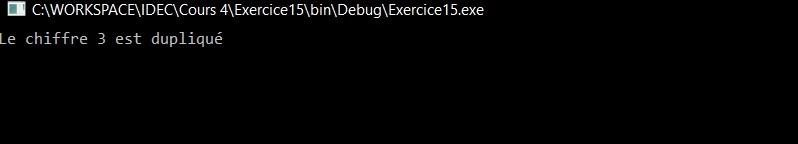 C:\WORKSPACE\IDEC\Cours 4\Exercice15\bin\Debug\Exercice15.exe
Le chiffre 3 est dupliqué